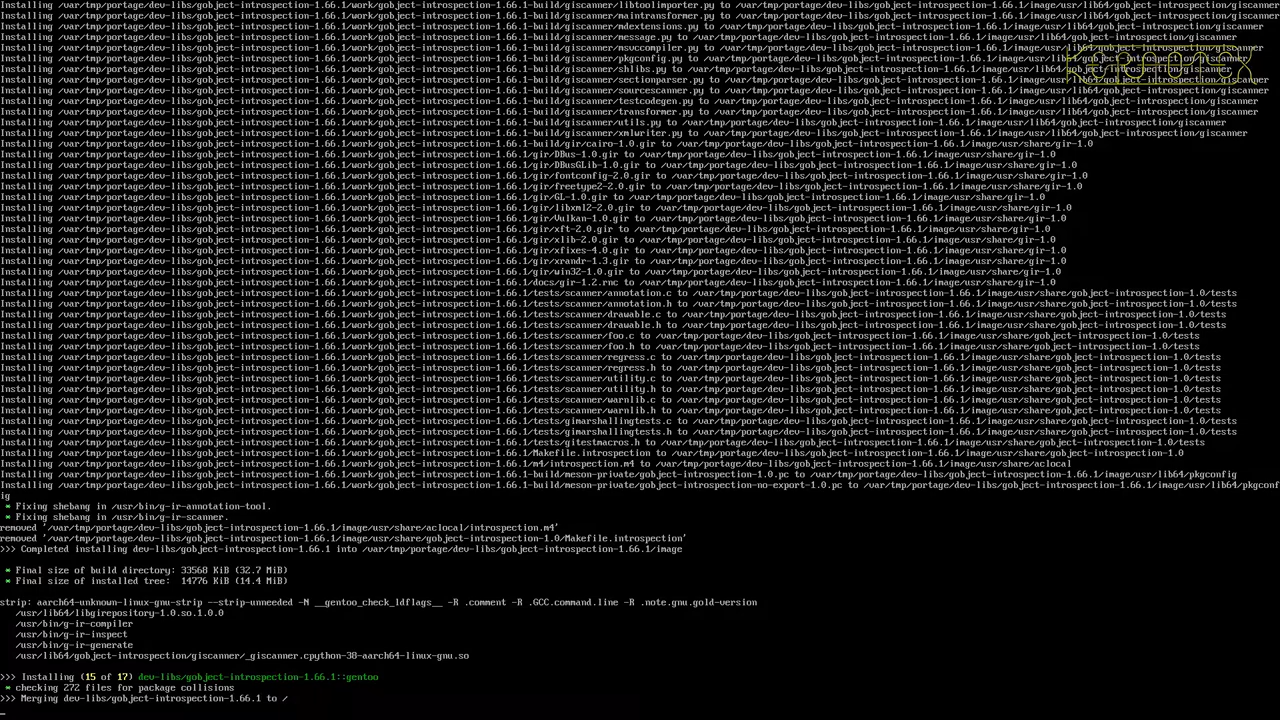 Installing /var/tmp/portage/dev-libs/gobject-introspection-1.66.1/work/gobject-introspection-1.66.1-build/giscanner/libtoolimporter.py to /var/tmp/portage/dev-libs/gobject-introspection-1.66.1/image/usr/lib64/gobject-introspection/giscanner
Installing /var/tmp/portage/dev-libs/gobject-introspection-1.66.1/work/gobject-introspection-1.66.1-build/giscanner/maintransformer.py to /var/tmp/portage/dev-libs/gobject-introspection-1.66.1/image/usr/lib64/gobject-introspection/giscanner
Installing /var/tmp/portage/dev-libs/gobject-introspection-1.66.1/work/gobject-introspection-1.66.1-build/giscanner/mdextensions.py to /var/tmp/portage/dev-libs/gobject-introspection-1.66.1/image/usr/lib64/gobject-introspection/giscanner
Installing /var/tmp/portage/dev-libs/gobject-introspection-1.66.1/work/gobject-introspection-1.66.1-build/giscanner/message.py to /var/tmp/portage/dev-libs/gobject-introspection-1.66.1/image/usr/lib64/gobject-introspection/giscanner
Installing /var/tmp/portage/dev-libs/gobject-introspection-1.66.1/work/gobject-introspection-1.66.1-build/giscanner/msvccompiler.py to /var/tmp/portage/dev-libs/gobject-introspection-1.66.1/image/usr/lib64/gobject-introspection/giscanner
Installing /var/tmp/portage/dev-libs/gobject-introspection-1.66.1/work/gobject-introspection-1.66.1-build/giscanner/pkgconfig.py to /var/tmp/portage/dev-libs/gobject-introspection-1.66.1/image/usr/lib64/gobject-introspection/giscanner
Installing /var/tmp/portage/dev-libs/gobject-introspection-1.66.1/work/gobject-introspection-1.66.1-build/giscanner/shlibs.py to /var/tmp/portage/dev-libs/gobject-introspection-1.66.1/image/usr/lib64/gobject-introspection/giscanner
Installing /var/tmp/portage/dev-libs/gobject-introspection-1.66.1/work/gobject-introspection-1.66.1-build/giscanner/sectionparser.py to /var/tmp/portage/dev-libs/gobject-introspection-1.66.1/image/usr/lib64/gobject-introspection/giscanner
Installing /var/tmp/portage/dev-libs/gobject-introspection-1.66.1/work/gobject-introspection-1.66.1-build/giscanner/sourcescanner.py to /var/tmp/portage/dev-libs/gobject-introspection-1.66.1/image/usr/lib64/gobject-introspection/giscanner
Installing /var/tmp/portage/dev-libs/gobject-introspection-1.66.1/work/gobject-introspection-1.66.1-build/giscanner/testcodegen.py to /var/tmp/portage/dev-libs/gobject-introspection-1.66.1/image/usr/lib64/gobject-introspection/giscanner
Installing /var/tmp/portage/dev-libs/gobject-introspection-1.66.1/work/gobject-introspection-1.66.1-build/giscanner/transformer.py to /var/tmp/portage/dev-libs/gobject-introspection-1.66.1/image/usr/lib64/gobject-introspection/giscanner
Installing /var/tmp/portage/dev-libs/gobject-introspection-1.66.1/work/gobject-introspection-1.66.1-build/giscanner/utils.py to /var/tmp/portage/dev-libs/gobject-introspection-1.66.1/image/usr/lib64/gobject-introspection/giscanner
Installing /var/tmp/portage/dev-libs/gobject-introspection-1.66.1/work/gobject-introspection-1.66.1-build/giscanner/xmlwriter.py to /var/tmp/portage/dev-libs/gobject-introspection-1.66.1/image/usr/lib64/gobject-introspection/giscanner
Installing /var/tmp/portage/dev-libs/gobject-introspection-1.66.1/work/gobject-introspection-1.66.1-build/gir/cairo-1.0.gir to /var/tmp/portage/dev-libs/gobject-introspection-1.66.1/image/usr/share/gir-1.0
Installing /var/tmp/portage/dev-libs/gobject-introspection-1.66.1/work/gobject-introspection-1.66.1/gir/DBus-1.0.gir to /var/tmp/portage/dev-libs/gobject-introspection-1.66.1/image/usr/share/gir-1.0
Installing /var/tmp/portage/dev-libs/gobject-introspection-1.66.1/work/gobject-introspection-1.66.1/gir/DBusGLib-1.0.gir to /var/tmp/portage/dev-libs/gobject-introspection-1.66.1/image/usr/share/gir-1.0
Installing /var/tmp/portage/dev-libs/gobject-introspection-1.66.1/work/gobject-introspection-1.66.1/gir/fontconfig-2.0.gir to /var/tmp/portage/dev-libs/gobject-introspection-1.66.1/image/usr/share/gir-1.0
Installing /var/tmp/portage/dev-libs/gobject-introspection-1.66.1/work/gobject-introspection-1.66.1/gir/freetype2-2.0.gir to /var/tmp/portage/dev-libs/gobject-introspection-1.66.1/image/usr/share/gir-1.0
Installing /var/tmp/portage/dev-libs/gobject-introspection-1.66.1/work/gobject-introspection-1.66.1/gir/GL-1.0.gir to /var/tmp/portage/dev-libs/gobject-introspection-1.66.1/image/usr/share/gir-1.0
Installing /var/tmp/portage/dev-libs/gobject-introspection-1.66.1/work/gobject-introspection-1.66.1/gir/libxml2-2.0.gir to /var/tmp/portage/dev-libs/gobject-introspection-1.66.1/image/usr/share/gir-1.0
Installing /var/tmp/portage/dev-libs/gobject-introspection-1.66.1/work/gobject-introspection-1.66.1/gir/Vulkan-1.0.gir to /var/tmp/portage/dev-libs/gobject-introspection-1.66.1/image/usr/share/gir-1.0
Installing /var/tmp/portage/dev-libs/gobject-introspection-1.66.1/work/gobject-introspection-1.66.1/gir/xft-2.0.gir to /var/tmp/portage/dev-libs/gobject-introspection-1.66.1/image/usr/share/gir-1.0
Installing /var/tmp/portage/dev-libs/gobject-introspection-1.66.1/work/gobject-introspection-1.66.1/gir/xlib-2.0.gir to /var/tmp/portage/dev-libs/gobject-introspection-1.66.1/image/usr/share/gir-1.0
Installing /var/tmp/portage/dev-libs/gobject-introspection-1.66.1/work/gobject-introspection-1.66.1/gir/xfixes-4.0.gir to /var/tmp/portage/dev-libs/gobject-introspection-1.66.1/image/usr/share/gir-1.0
Installing /var/tmp/portage/dev-libs/gobject-introspection-1.66.1/work/gobject-introspection-1.66.1/gir/xrandr-1.3.gir to /var/tmp/portage/dev-libs/gobject-introspection-1.66.1/image/usr/share/gir-1.0
Installing /var/tmp/portage/dev-libs/gobject-introspection-1.66.1/work/gobject-introspection-1.66.1/gir/win32-1.0.gir to /var/tmp/portage/dev-libs/gobject-introspection-1.66.1/image/usr/share/gir-1.0
Installing /var/tmp/portage/dev-libs/gobject-introspection-1.66.1/work/gobject-introspection-1.66.1/docs/gir-1.2.rnc to /var/tmp/portage/dev-libs/gobject-introspection-1.66.1/image/usr/share/gir-1.0
Installing /var/tmp/portage/dev-libs/gobject-introspection-1.66.1/work/gobject-introspection-1.66.1/tests/scanner/annotation.c to /var/tmp/portage/dev-libs/gobject-introspection-1.66.1/image/usr/share/gobject-introspection-1.0/tests
Installing /var/tmp/portage/dev-libs/gobject-introspection-1.66.1/work/gobject-introspection-1.66.1/tests/scanner/annotation.h to /var/tmp/portage/dev-libs/gobject-introspection-1.66.1/image/usr/share/gobject-introspection-1.0/tests
Installing /var/tmp/portage/dev-libs/gobject-introspection-1.66.1/work/gobject-introspection-1.66.1/tests/scanner/drawable.c to /var/tmp/portage/dev-libs/gobject-introspection-1.66.1/image/usr/share/gobject-introspection-1.0/tests
Installing /var/tmp/portage/dev-libs/gobject-introspection-1.66.1/work/gobject-introspection-1.66.1/tests/scanner/drawable.h to /var/tmp/portage/dev-libs/gobject-introspection-1.66.1/image/usr/share/gobject-introspection-1.0/tests
Installing /var/tmp/portage/dev-libs/gobject-introspection-1.66.1/work/gobject-introspection-1.66.1/tests/scanner/foo.c to /var/tmp/portage/dev-libs/gobject-introspection-1.66.1/image/usr/share/gobject-introspection-1.0/tests
Installing /var/tmp/portage/dev-libs/gobject-introspection-1.66.1/work/gobject-introspection-1.66.1/tests/scanner/foo.h to /var/tmp/portage/dev-libs/gobject-introspection-1.66.1/image/usr/share/gobject-introspection-1.0/tests
Installing /var/tmp/portage/dev-libs/gobject-introspection-1.66.1/work/gobject-introspection-1.66.1/tests/scanner/regress.c to /var/tmp/portage/dev-libs/gobject-introspection-1.66.1/image/usr/share/gobject-introspection-1.0/tests
Installing /var/tmp/portage/dev-libs/gobject-introspection-1.66.1/work/gobject-introspection-1.66.1/tests/scanner/regress.h to /var/tmp/portage/dev-libs/gobject-introspection-1.66.1/image/usr/share/gobject-introspection-1.0/tests
Installing /var/tmp/portage/dev-libs/gobject-introspection-1.66.1/work/gobject-introspection-1.66.1/tests/scanner/utility.c to /var/tmp/portage/dev-libs/gobject-introspection-1.66.1/image/usr/share/gobject-introspection-1.0/tests
Installing /var/tmp/portage/dev-libs/gobject-introspection-1.66.1/work/gobject-introspection-1.66.1/tests/scanner/utility.h to /var/tmp/portage/dev-libs/gobject-introspection-1.66.1/image/usr/share/gobject-introspection-1.0/tests
Installing /var/tmp/portage/dev-libs/gobject-introspection-1.66.1/work/gobject-introspection-1.66.1/tests/scanner/warnlib.c to /var/tmp/portage/dev-libs/gobject-introspection-1.66.1/image/usr/share/gobject-introspection-1.0/tests
Installing /var/tmp/portage/dev-libs/gobject-introspection-1.66.1/work/gobject-introspection-1.66.1/tests/scanner/warnlib.h to /var/tmp/portage/dev-libs/gobject-introspection-1.66.1/image/usr/share/gobject-introspection-1.0/tests
Installing /var/tmp/portage/dev-libs/gobject-introspection-1.66.1/work/gobject-introspection-1.66.1/tests/gimarshallingtests.c to /var/tmp/portage/dev-libs/gobject-introspection-1.66.1/image/usr/share/gobject-introspection-1.0/tests
Installing /var/tmp/portage/dev-libs/gobject-introspection-1.66.1/work/gobject-introspection-1.66.1/tests/gimarshallingtests.h to /var/tmp/portage/dev-libs/gobject-introspection-1.66.1/image/usr/share/gobject-introspection-1.0/tests
Installing /var/tmp/portage/dev-libs/gobject-introspection-1.66.1/work/gobject-introspection-1.66.1/tests/gitestmacros.h to /var/tmp/portage/dev-libs/gobject-introspection-1.66.1/image/usr/share/gobject-introspection-1.0/tests
Installing /var/tmp/portage/dev-libs/gobject-introspection-1.66.1/work/gobject-introspection-1.66.1/Makefile.introspection to /var/tmp/portage/dev-libs/gobject-introspection-1.66.1/image/usr/share/gobject-introspection-1.0
Installing /var/tmp/portage/dev-libs/gobject-introspection-1.66.1/work/gobject-introspection-1.66.1/m4/introspection.m4 to /var/tmp/portage/dev-libs/gobject-introspection-1.66.1/image/usr/share/aclocal
Installing /var/tmp/portage/dev-libs/gobject-introspection-1.66.1/work/gobject-introspection-1.66.1-build/meson-private/gobject-introspection-1.0.pc to /var/tmp/portage/dev-libs/gobject-introspection-1.66.1/image/usr/lib64/pkgconfig
Installing /var/tmp/portage/dev-libs/gobject-introspection-1.66.1/work/gobject-introspection-1.66.1-build/meson-private/gobject-introspection-no-export-1.0.pc to /var/tmp/portage/dev-libs/gobject-introspection-1.66.1/image/usr/lib64/pkgconf
ig
* Fixing shebang in /usr/bin/g-ir-annotation-tool.
* Fixing shebang in /usr/bin/g-ir-scanner.
removed '/var/tmp/portage/dev-libs/gobject-introspection-1.66.1/image/usr/share/aclocal/introspection.m4'
removed '/var/tmp/portage/dev-libs/gobject-introspection-1.66.1/image/usr/share/gobject-introspection-1.0/Makefile.introspection'
>>> Completed installing dev-libs/gobject-introspection-1.66.1 into /var/tmp/portage/dev-libs/gobject-introspection-1.66.1/image
* Final size of build directory: 33568 KiB (32.7 MiB)
* Final size of installed tree:  14776 KiB (14.4 MiB)
strip: aarch64-unknown-linux-gnu-strip --strip-unneeded -N __gentoo_check_ldflags__ -R .comment -R .GCC.command.line -R .note.gnu.gold-version
/usr/lib64/libgirepository-1.0.so.1.0.0
/usr/bin/g-ir-compiler
/usr/bin/g-ir-inspect
/usr/bin/g-ir-generate
/usr/lib64/gobject-introspection/giscanner/_giscanner.cpython-38-aarch64-linux-gnu.so
>>> Installing (15 of 17) dev-libs/gobject-introspection-1.66.1::gentoo
* checking 272 files for package collisions
>>> Merging dev-libs/gobject-introspection-1.66.1 to /